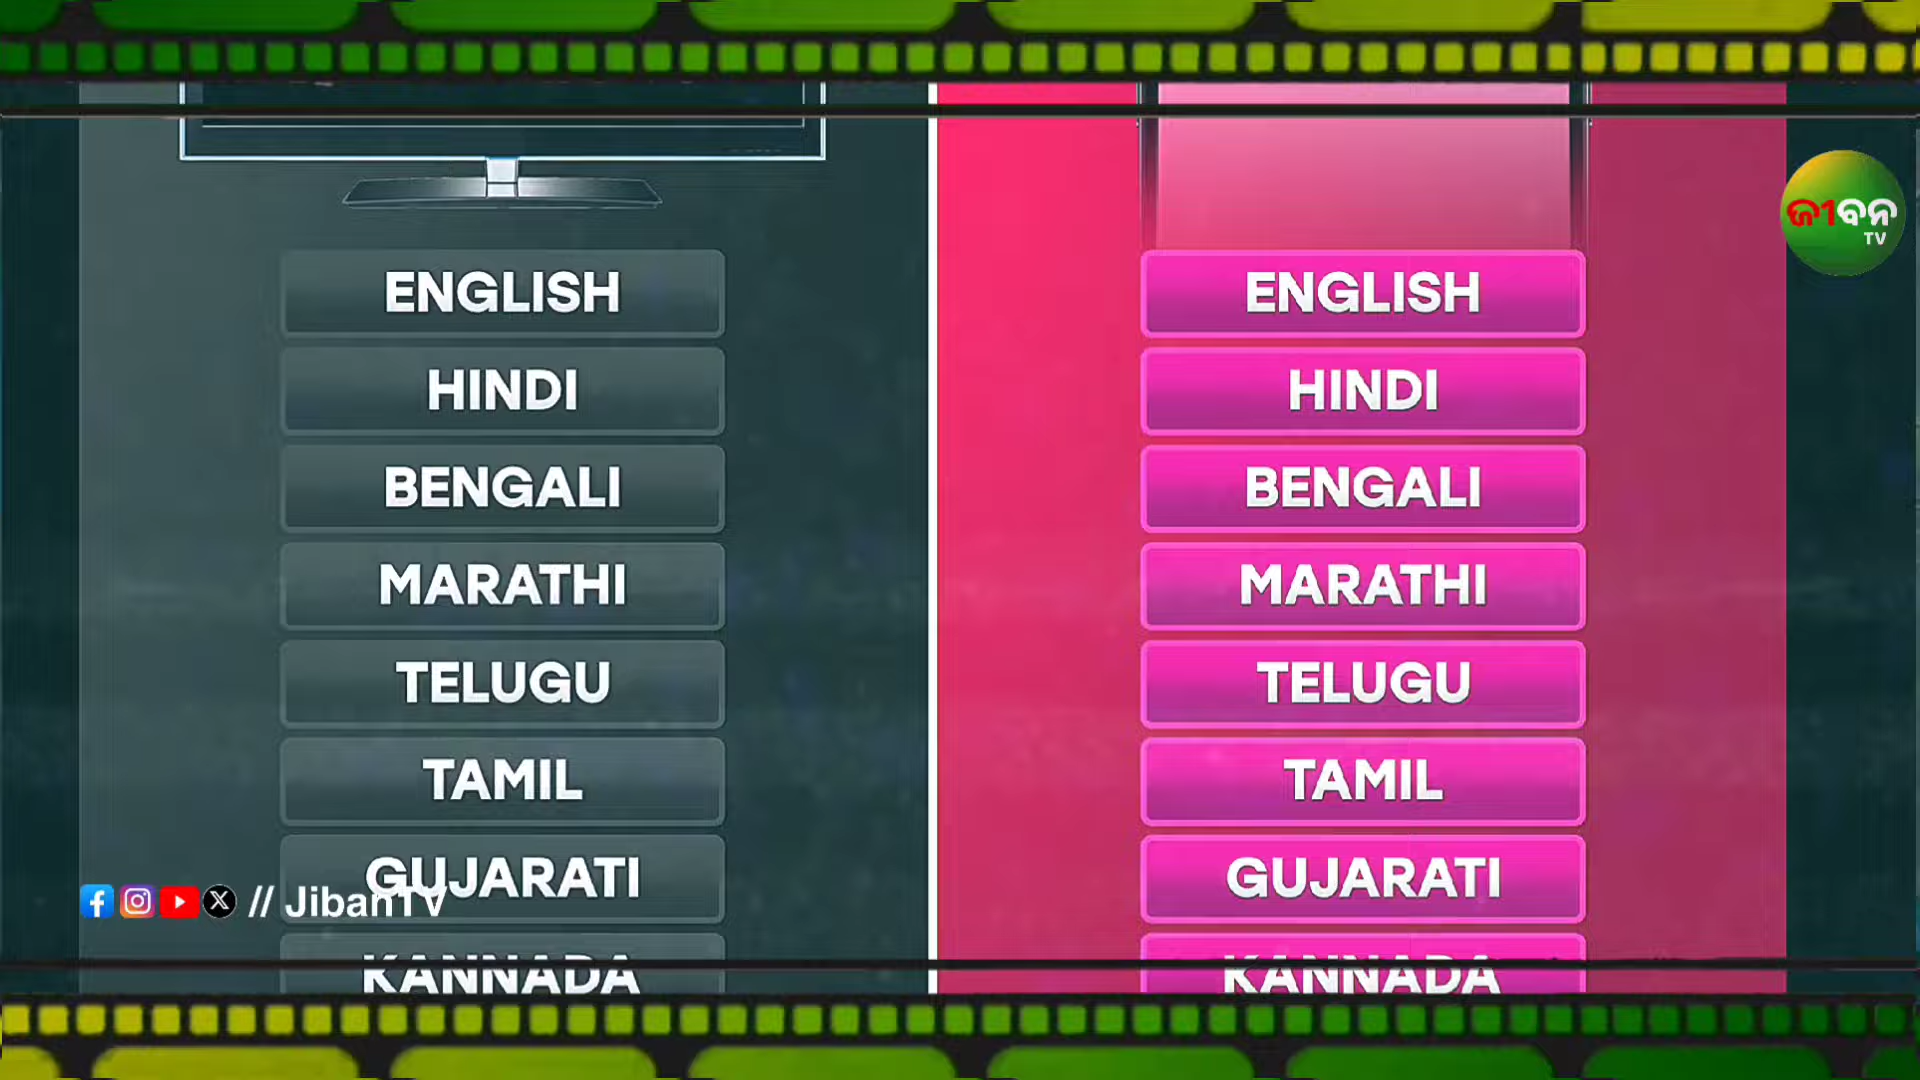 ENGLISH
HINDI
BENGALI
MARATHI
TELUGU
TAMIL
GUJARATI
KANNADA
ENGLISH
HINDI
BENGALI
MARATHI
TELUGU
TAMIL
GUJARATI
KANNADA
ଜୀବନ
TV
// JibanTV